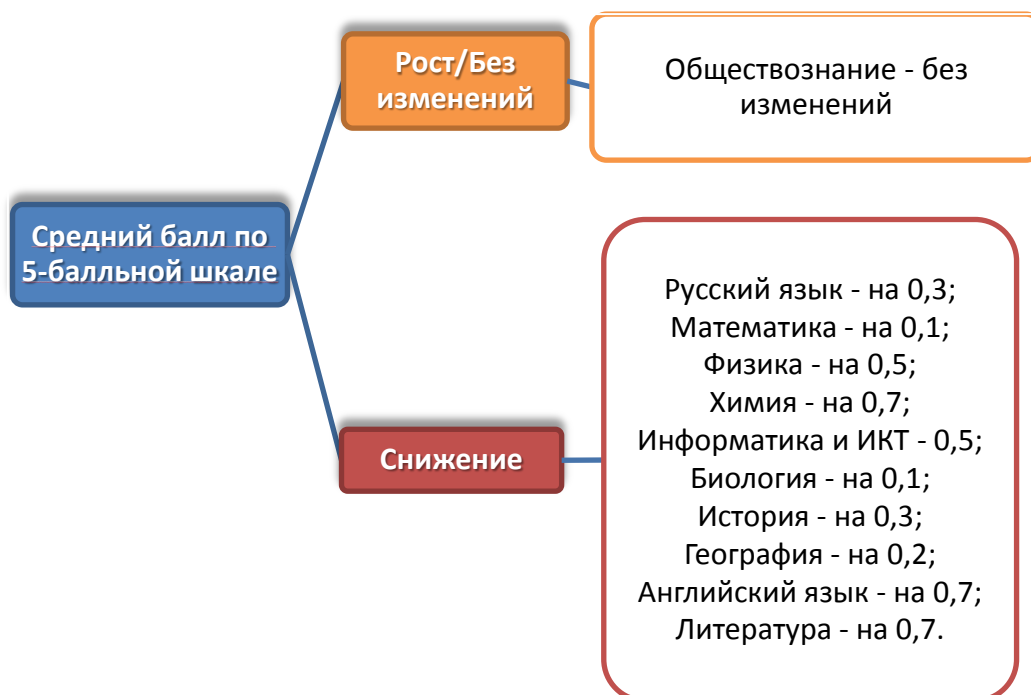 Рост/Без
изменений
Обществознание - без
изменений
Средний балл по
5-балльной шкале
Снижение
Русский язык - на 0,3;
Математика - на 0,1;
Физика - на 0,5;
Химия - на 0,7;
Информатика и ИКТ - 0,5;
Биология - на 0,1;
История - на 0,3;
География - на 0,2;
Английский язык - на 0,7;
Литература - на 0,7.